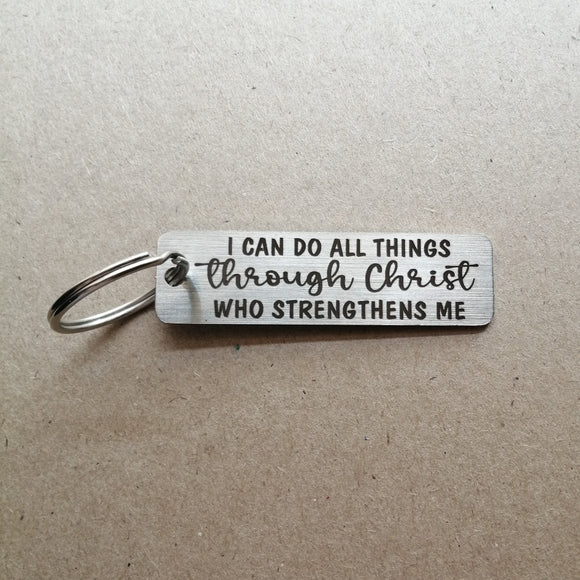 I CAN DO ALL THINGS
through Christ
WHO STRENGTHENS ME